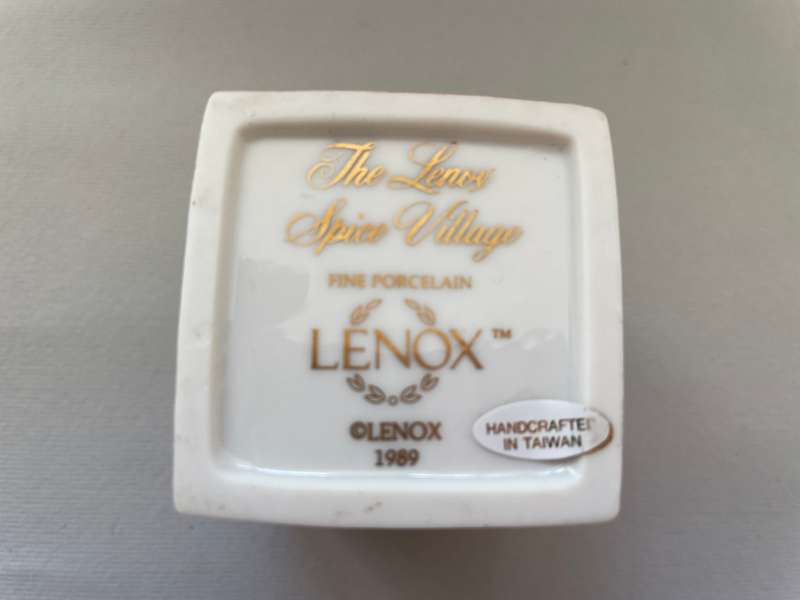 The Lenox
Spice Village
FINE PORCELAIN
LENOX™
©LENOX
1989
HANDCRAFTED
IN TAIWAN